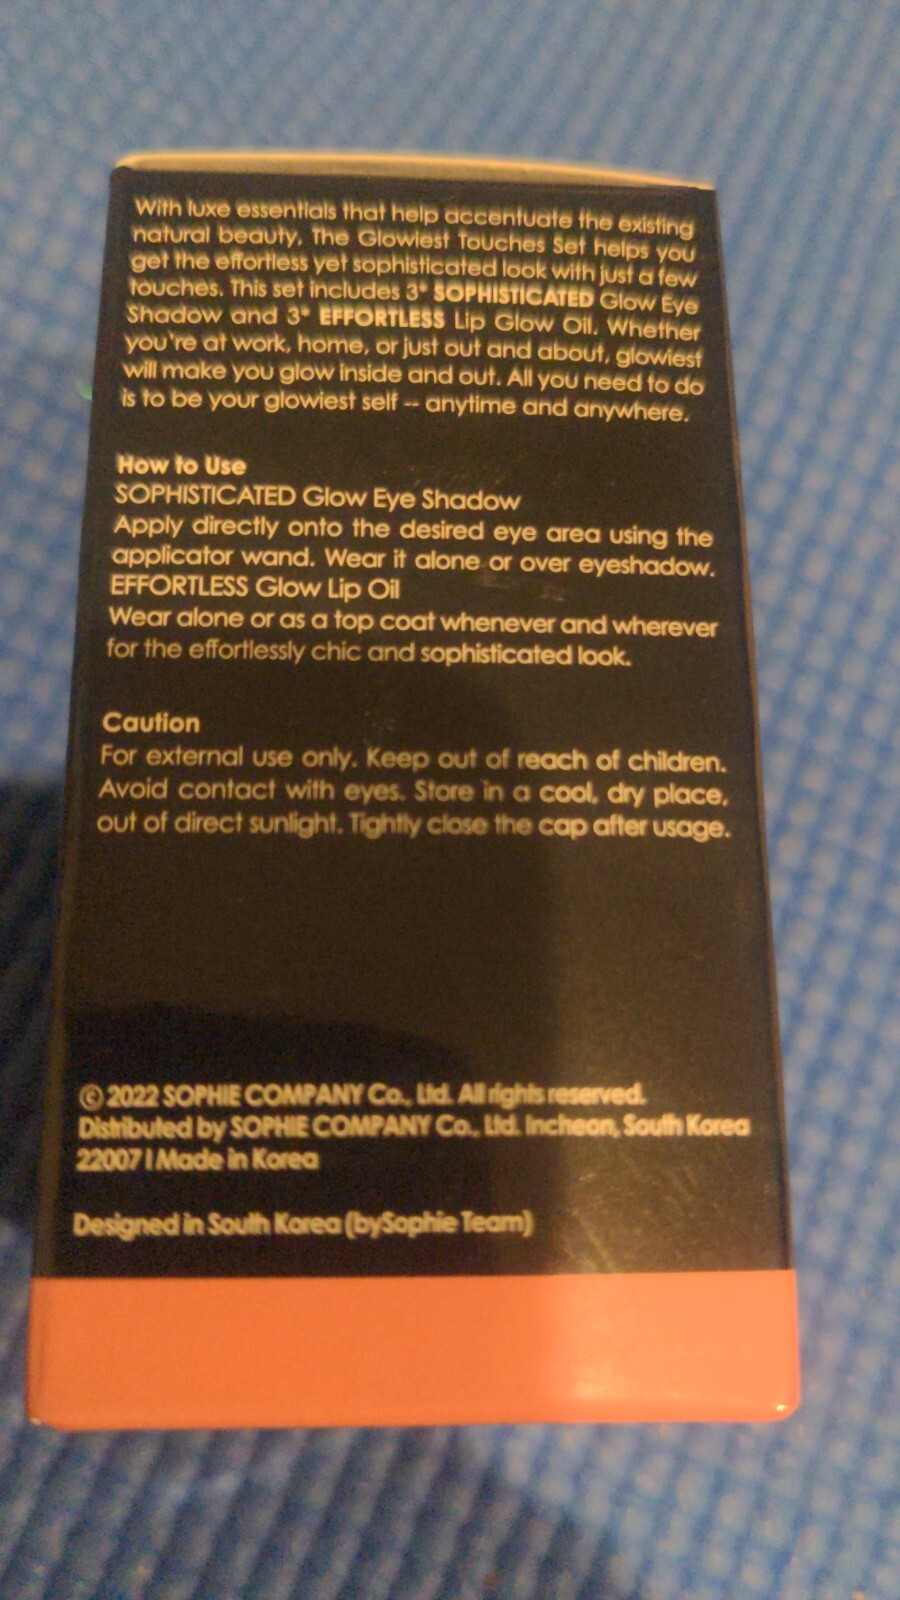 With luxe essentials that help accentuate the existing
natural beauty, The Glowiest Touches Set helps you
get the effortless yet sophisticated look with just a few
touches. This set includes 3* SOPHISTICATED Glow Eye
Shadow and 3* EFFORTLESS Lip Glow Oil. Whether
you're at work, home, or just out and about, glowiest
will make you glow inside and out. All you need to do
is to be your glowiest self -- anytime and anywhere.
How to Use
SOPHISTICATED Glow Eye Shadow
Apply directly onto the desired eye area using the
applicator wand. Wear it alone or over eyeshadow.
EFFORTLESS Glow Lip Oil
Wear alone or as a top coat whenever and wherever
for the effortlessly chic and sophisticated look.
Caution
For external use only. Keep out of reach of children.
Avoid contact with eyes. Store in a cool, dry place,
out of direct sunlight. Tightly close the cap after usage.
© 2022 SOPHIE COMPANY Co., Ltd. All rights reserved.
Distributed by SOPHIE COMPANY Co., Ltd. Incheon, South Korea
22007 I Made in Korea
Designed in South Korea (bySophie Team)